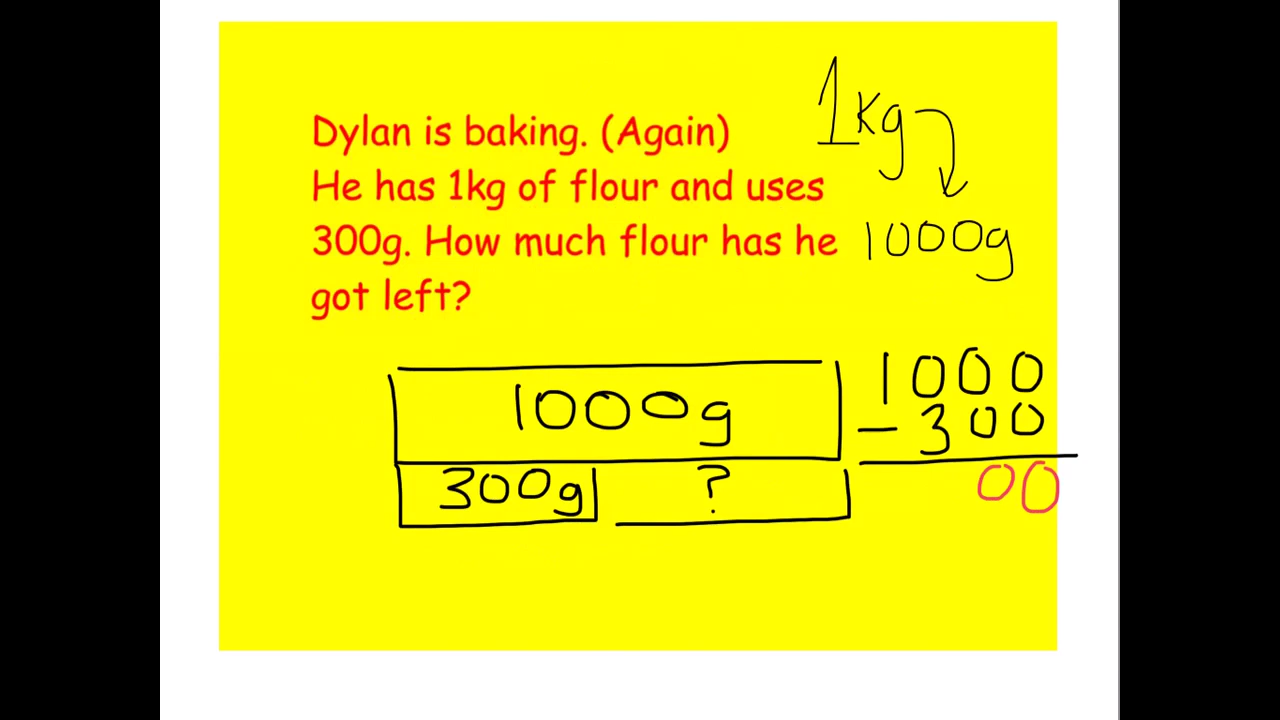 Dylan is baking. (Again)
He has 1kg of flour and uses
300g. How much flour has he
got left?
1kg
1000g
1000g
300g
?
1000
- 300
00